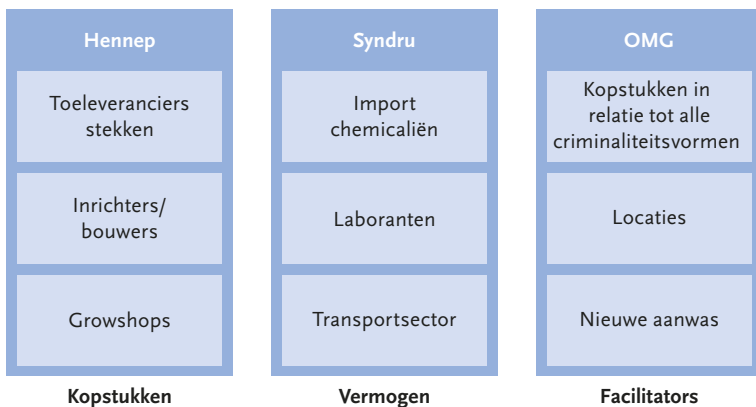 Hennep
Toeleveranciers
stekken
Inrichters/
bouwers
Growshops
Kopstukken
Syndru
Import
chemicaliën
Laboranten
Transportsector
Vermogen
OMG
Kopstukken in
relatie tot alle
criminaliteitsvormen
Locaties
Nieuwe aanwas
Facilitators